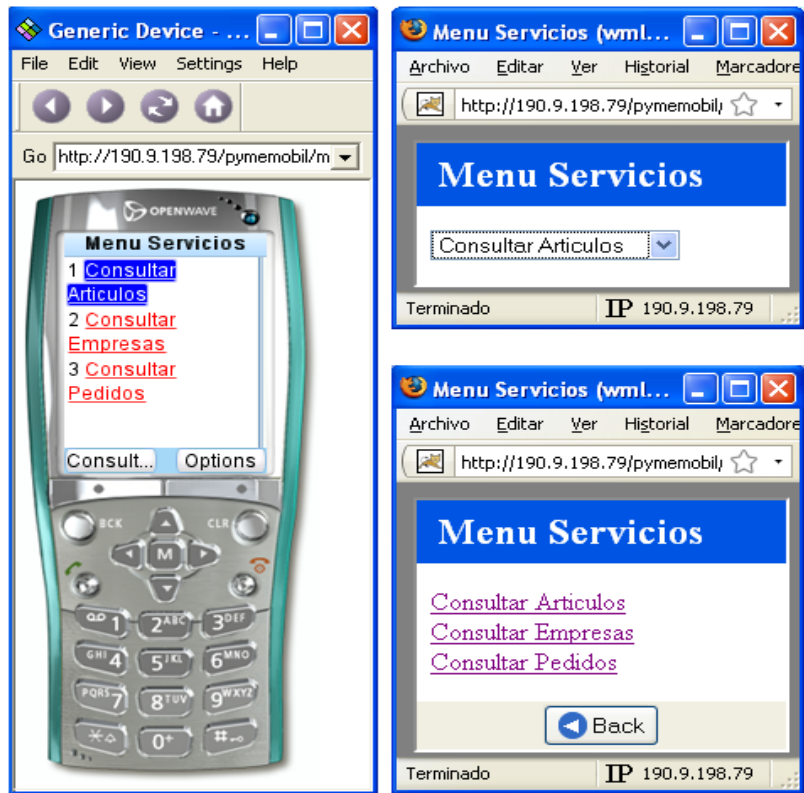 Generic Device - ...
File Edit View Settings Help
Go http://190.9.198.79/pymemobil/m
OPENWAVE
Menu Servicios
1 Consultar
Articulos
2 Consultar
Empresas
3 Consultar
Pedidos
Consult... Options
BCK CLR
M
1 2ABC 3DEF
GHI4 5JKL 6MNO
PQRS7 8TUV 9WXYZ
* 0+ #
Menu Servicios (wml...
Archivo Editar Ver Historial Marcadore
http://190.9.198.79/pymemobil/
Menu Servicios
Consultar Articulos
Terminado IP 190.9.198.79
Menu Servicios (wml...
Archivo Editar Ver Historial Marcadore
http://190.9.198.79/pymemobil/
Menu Servicios
Consultar Articulos
Consultar Empresas
Consultar Pedidos
Back
Terminado IP 190.9.198.79